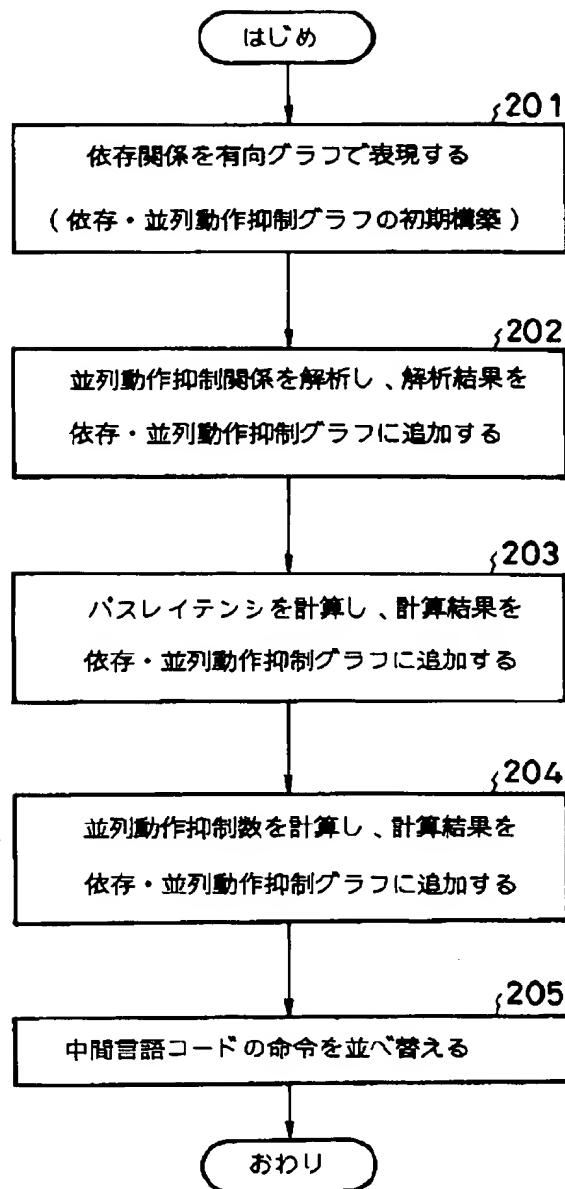 はじめ
201
依存関係を有向グラフで表現する
(依存・並列動作抑制グラフの初期構築)
202
並列動作抑制関係を解析し、解析結果を
依存・並列動作抑制グラフに追加する
203
パスレイテンシを計算し、計算結果を
依存・並列動作抑制グラフに追加する
204
並列動作抑制数を計算し、計算結果を
依存・並列動作抑制グラフに追加する
205
中間言語コードの命令を並べ替える
おわり